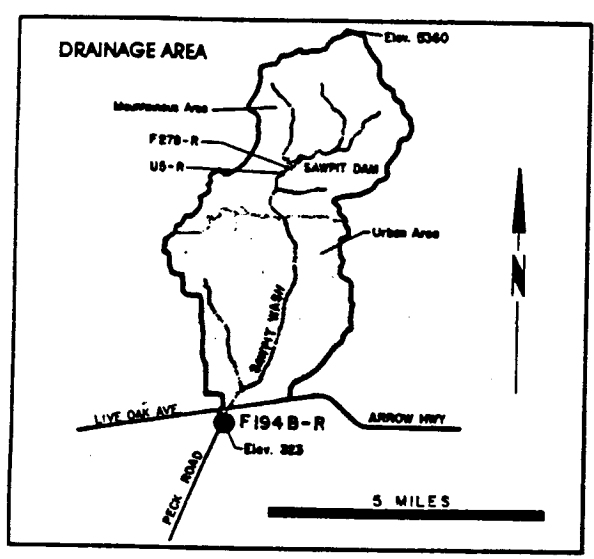 DRAINAGE AREA
Elev. 5360
Mountainous Area
F278-R
U5-R
SAWPIT DAM
Urban Area
N
SAWPIT WASH
LIVE OAK AVE
F194B-R
ARROW HWY
Elev. 323
PECK ROAD
5 MILES